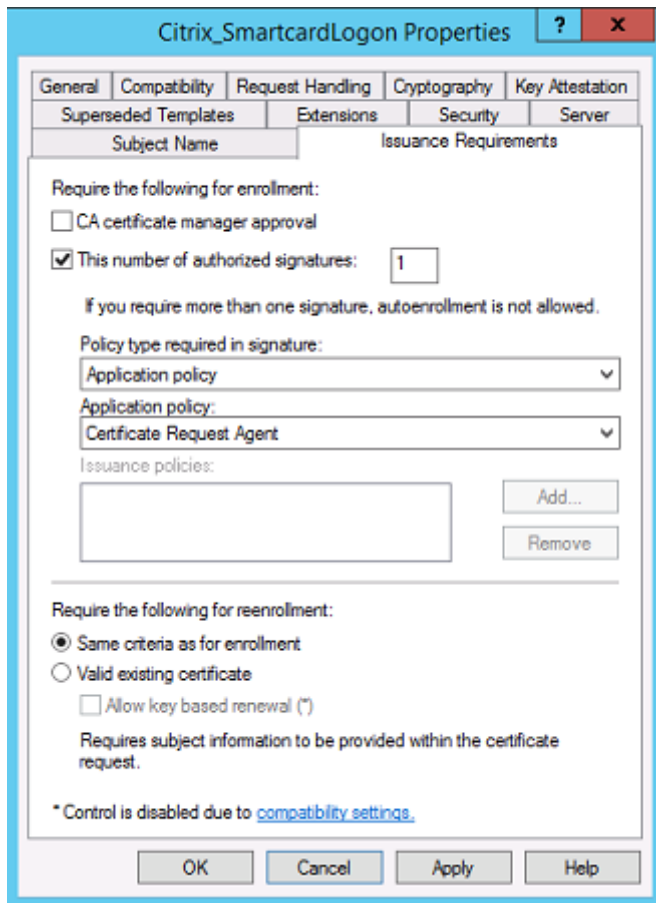 Citrix_SmartcardLogon Properties
?
x
General
Compatibility
Request Handling
Cryptography
Key Attestation
Superseded Templates
Extensions
Security
Server
Subject Name
Issuance Requirements
Require the following for enrollment:
CA certificate manager approval
This number of authorized signatures:
1
If you require more than one signature, autoenrollment is not allowed.
Policy type required in signature:
Application policy
Application policy:
Certificate Request Agent
Issuance policies:
Add...
Remove
Require the following for reenrollment:
Same criteria as for enrollment
Valid existing certificate
Allow key based renewal (*)
Requires subject information to be provided within the certificate
request.
* Control is disabled due to compatibility settings.
OK
Cancel
Apply
Help